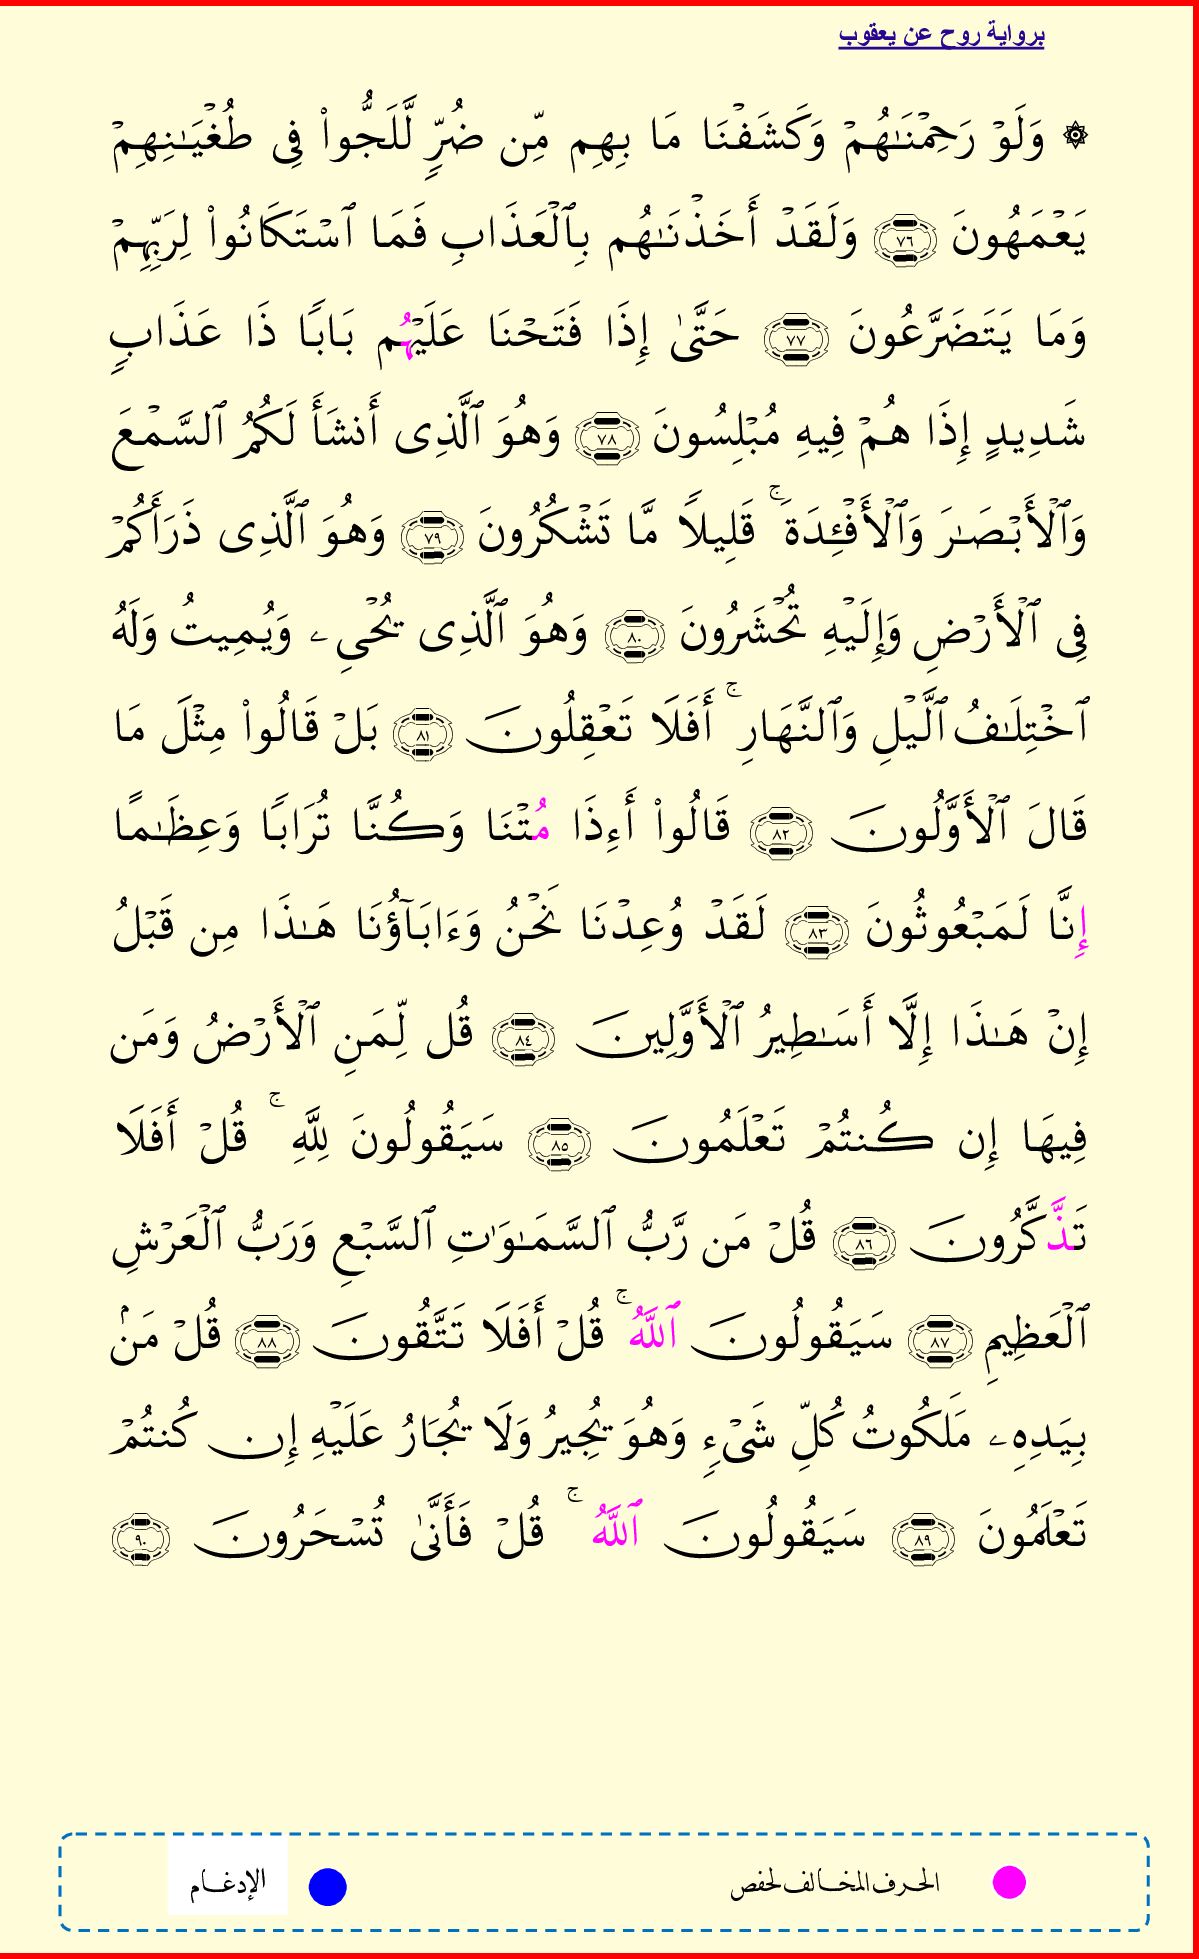 برواية روح عن يعقوب
۞ وَلَوۡ رَحِمۡنَٰهُمۡ وَكَشَفۡنَا مَا بِهِم مِّن ضُرّٖ لَّلَجُّواْ فِي طُغۡيَٰنِهِمۡ
يَعۡمَهُونَ ٧٦ وَلَقَدۡ أَخَذۡنَٰهُم بِٱلۡعَذَابِ فَمَا ٱسۡتَكَانُواْ لِرَبِّهِمۡ
وَمَا يَتَضَرَّعُونَ ٧٧ حَتَّىٰ إِذَا فَتَحۡنَا عَلَيۡهُم بَابٗا ذَا عَذَابٖ
شَدِيدٍ إِذَا هُمۡ فِيهِ مُبۡلِسُونَ ٧٨ وَهُوَ ٱلَّذِي أَنشَأَ لَكُمُ ٱلسَّمۡعَ
وَٱلۡأَبۡصَٰرَ وَٱلۡأَفۡـِٔدَةَۚ قَلِيلٗا مَّا تَشۡكُرُونَ ٧٩ وَهُوَ ٱلَّذِي ذَرَأَكُمۡ
فِي ٱلۡأَرۡضِ وَإِلَيۡهِ تُحۡشَرُونَ ٨٠ وَهُوَ ٱلَّذِي يُحۡيِۦ وَيُمِيتُ وَلَهُ
ٱخۡتِلَٰفُ ٱلَّيۡلِ وَٱلنَّهَارِۚ أَفَلَا تَعۡقِلُونَ ٨١ بَلۡ قَالُواْ مِثۡلَ مَا
قَالَ ٱلۡأَوَّلُونَ ٨٢ قَالُواْ أَءِذَا مُتۡنَا وَكُنَّا تُرَابٗا وَعِظَٰمًا
إِنَّا لَمَبۡعُوثُونَ ٨٣ لَقَدۡ وُعِدۡنَا نَحۡنُ وَءَابَآؤُنَا هَٰذَا مِن قَبۡلُ
إِنۡ هَٰذَا إِلَّا أَسَٰطِيرُ ٱلۡأَوَّلِينَ ٨٤ قُل لِّمَنِ ٱلۡأَرۡضُ وَمَن
فِيهَا إِن كُنتُمۡ تَعۡلَمُونَ ٨٥ سَيَقُولُونَ لِلَّهِۚ قُلۡ أَفَلَا
تَذَّكَّرُونَ ٨٦ قُلۡ مَن رَّبُّ ٱلسَّمَٰوَٰتِ ٱلسَّبۡعِ وَرَبُّ ٱلۡعَرۡشِ
ٱلۡعَظِيمِ ٨٧ سَيَقُولُونَ ٱللَّهُۚ قُلۡ أَفَلَا تَتَّقُونَ ٨٨ قُلۡ مَنۢ
بِيَدِهِۦ مَلَكُوتُ كُلِّ شَيۡءٖ وَهُوَ يُجِيرُ وَلَا يُجَارُ عَلَيۡهِ إِن كُنتُمۡ
تَعۡلَمُونَ ٨٩ سَيَقُولُونَ ٱللَّهُۚ قُلۡ فَأَنَّىٰ تُسۡحَرُونَ ٩٠
الحرف المخالف لحفص
الإدغام